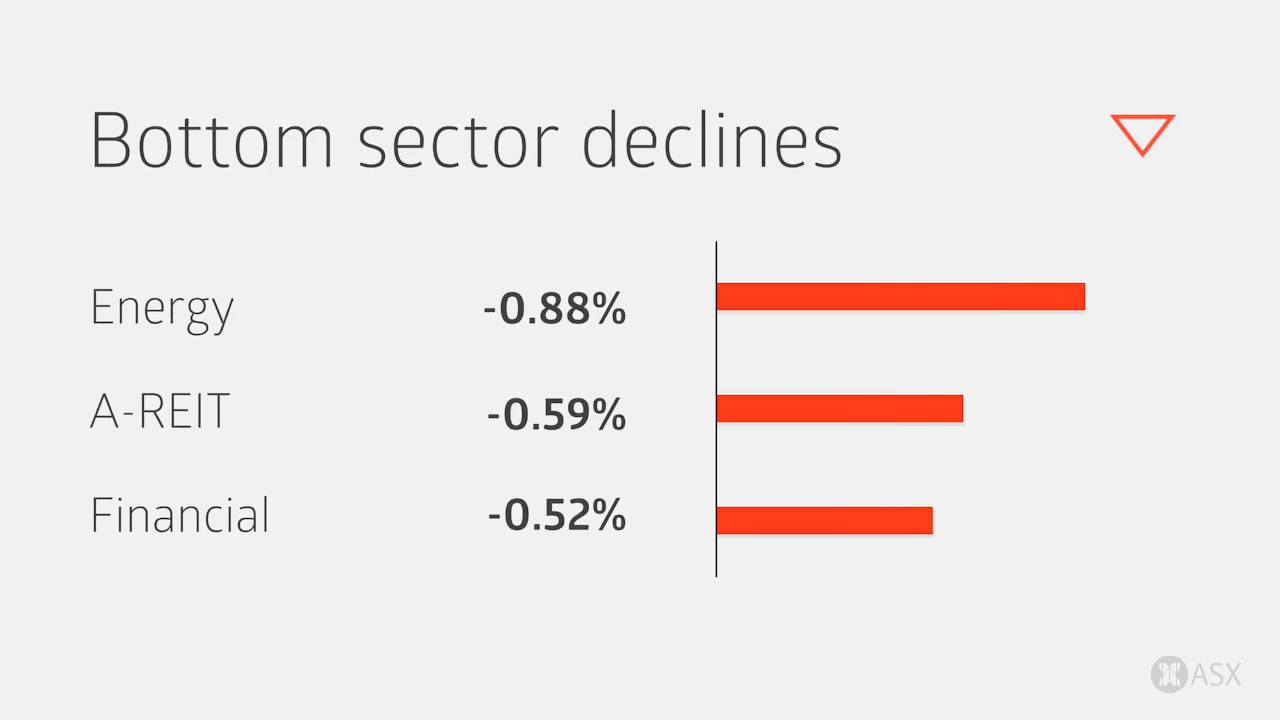 Bottom sector declines
Energy -0.88%
A-REIT -0.59%
Financial -0.52%
ASX